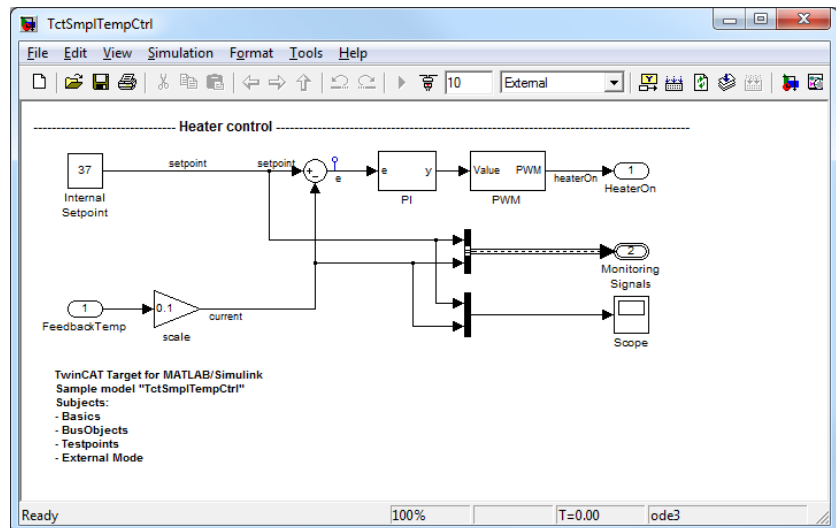 TctSmplTempCtrl
File Edit View Simulation Format Tools Help
10 External
------------------------------- Heater control -------------------------------------------------------------------------------------------
37
setpoint
setpoint
+
-
e
e y
Value PWM
heaterOn
1
Internal
Setpoint
PI
PWM
HeaterOn
2
Monitoring
Signals
1
0.1
current
FeedbackTemp
scale
Scope
TwinCAT Target for MATLAB/Simulink
Sample model "TctSmplTempCtrl"
Subjects:
- Basics
- BusObjects
- Testpoints
- External Mode
Ready 100% T=0.00 ode3